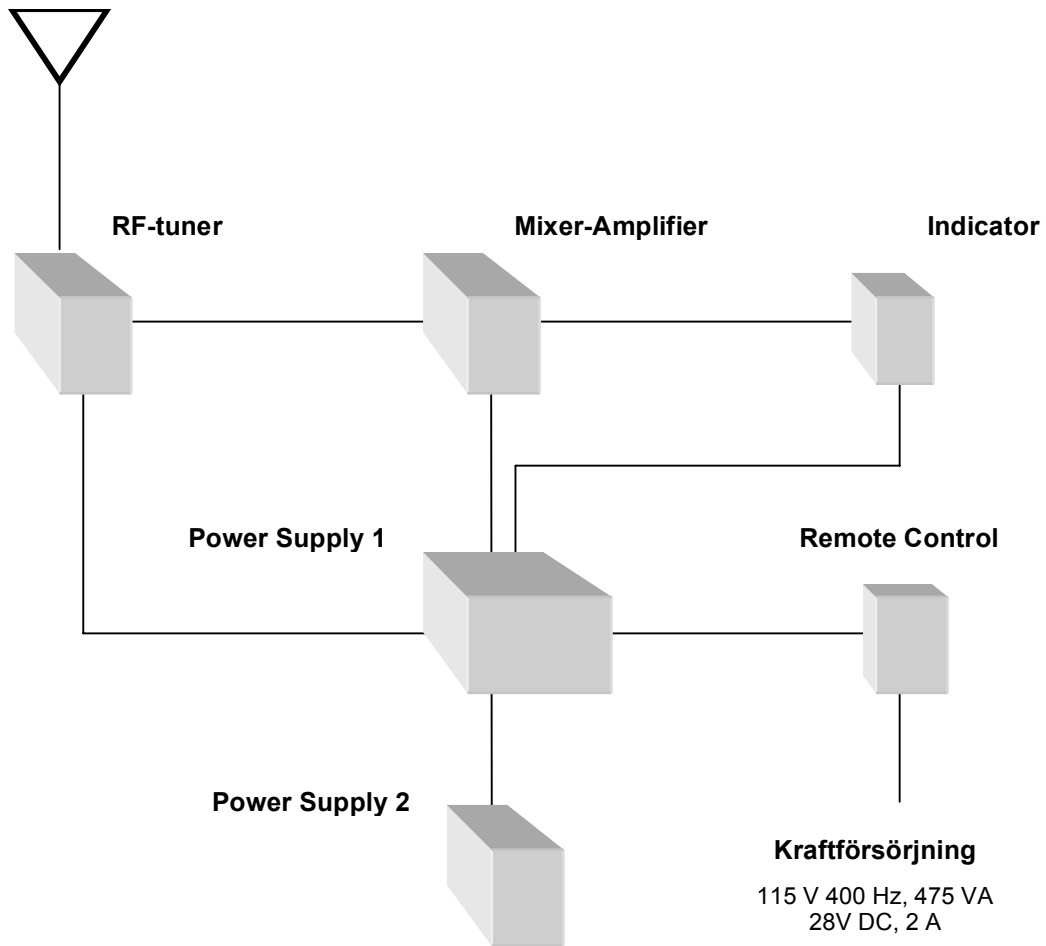 RF-tuner
Mixer-Amplifier
Indicator
Power Supply 1
Remote Control
Power Supply 2
Kraftförsörjning
115 V 400 Hz, 475 VA
28V DC, 2 A